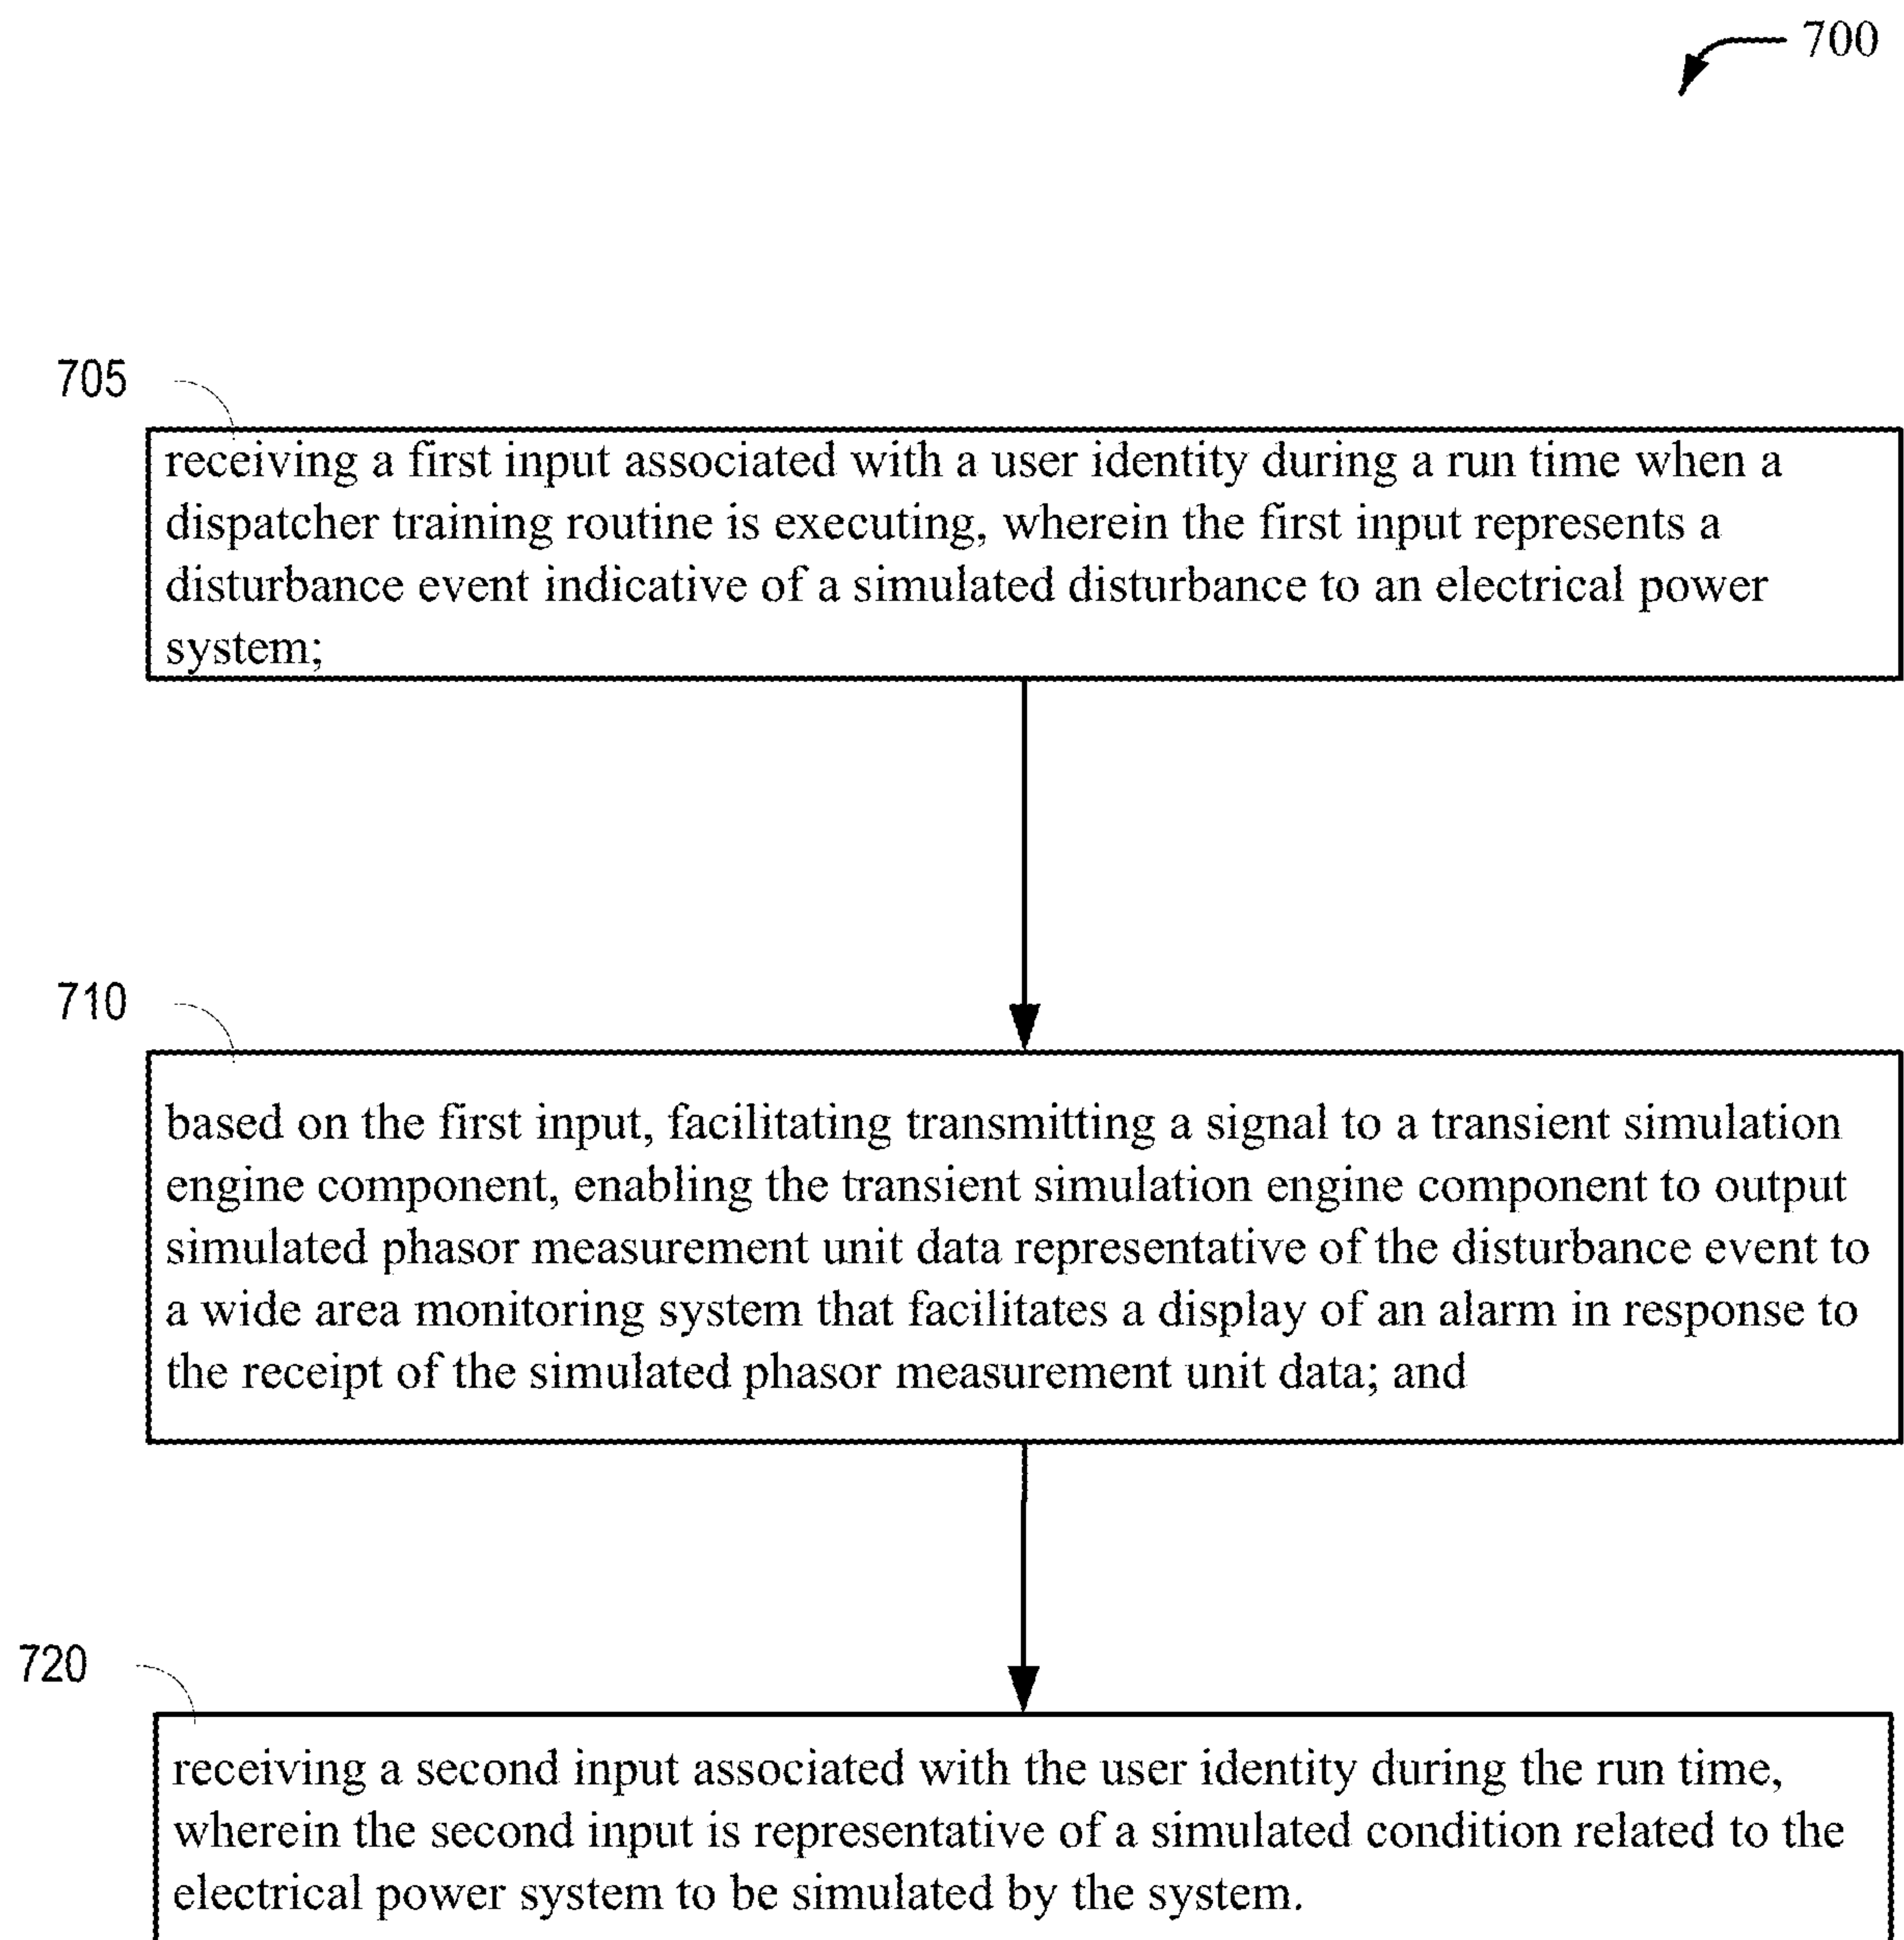 700
705
receiving a first input associated with a user identity during a run time when a
dispatcher training routine is executing, wherein the first input represents a
disturbance event indicative of a simulated disturbance to an electrical power
system;
710
based on the first input, facilitating transmitting a signal to a transient simulation
engine component, enabling the transient simulation engine component to output
simulated phasor measurement unit data representative of the disturbance event to
a wide area monitoring system that facilitates a display of an alarm in response to
the receipt of the simulated phasor measurement unit data; and
720
receiving a second input associated with the user identity during the run time,
wherein the second input is representative of a simulated condition related to the
electrical power system to be simulated by the system.